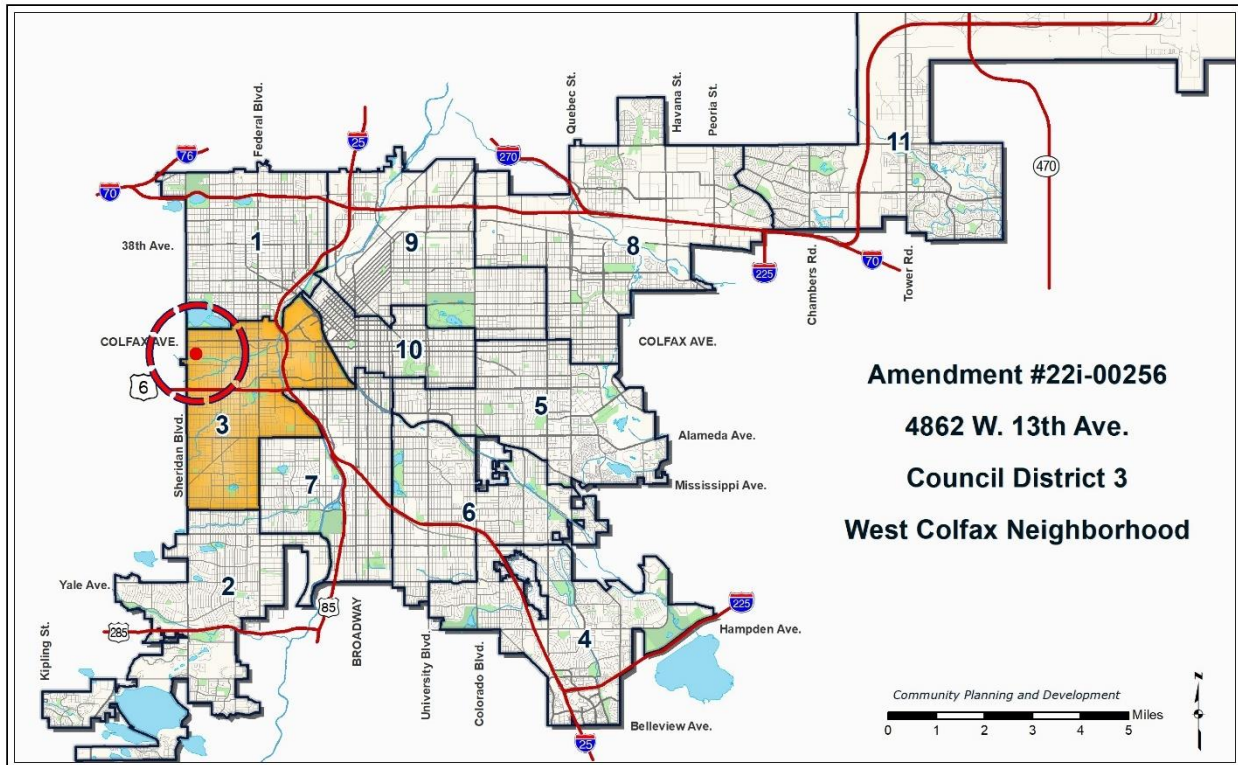 Federal Blvd.
Quebec St.
Havana St.
Peoria St.
76
25
270
70
11
470
38th Ave.
1
9
8
225
70
Chambers Rd.
Tower Rd.
COLFAX AVE.
COLFAX AVE.
10
6
3
5
Sheridan Blvd.
Alameda Ave.
Mississippi Ave.
7
6
Yale Ave.
2
85
285
BROADWAY
University Blvd.
Colorado Blvd.
4
225
Hampden Ave.
Kipling St.
Belleview Ave.
25
Amendment #22i-00256
4862 W. 13th Ave.
Council District 3
West Colfax Neighborhood
Community Planning and Development
Miles
0 1 2 3 4 5
N